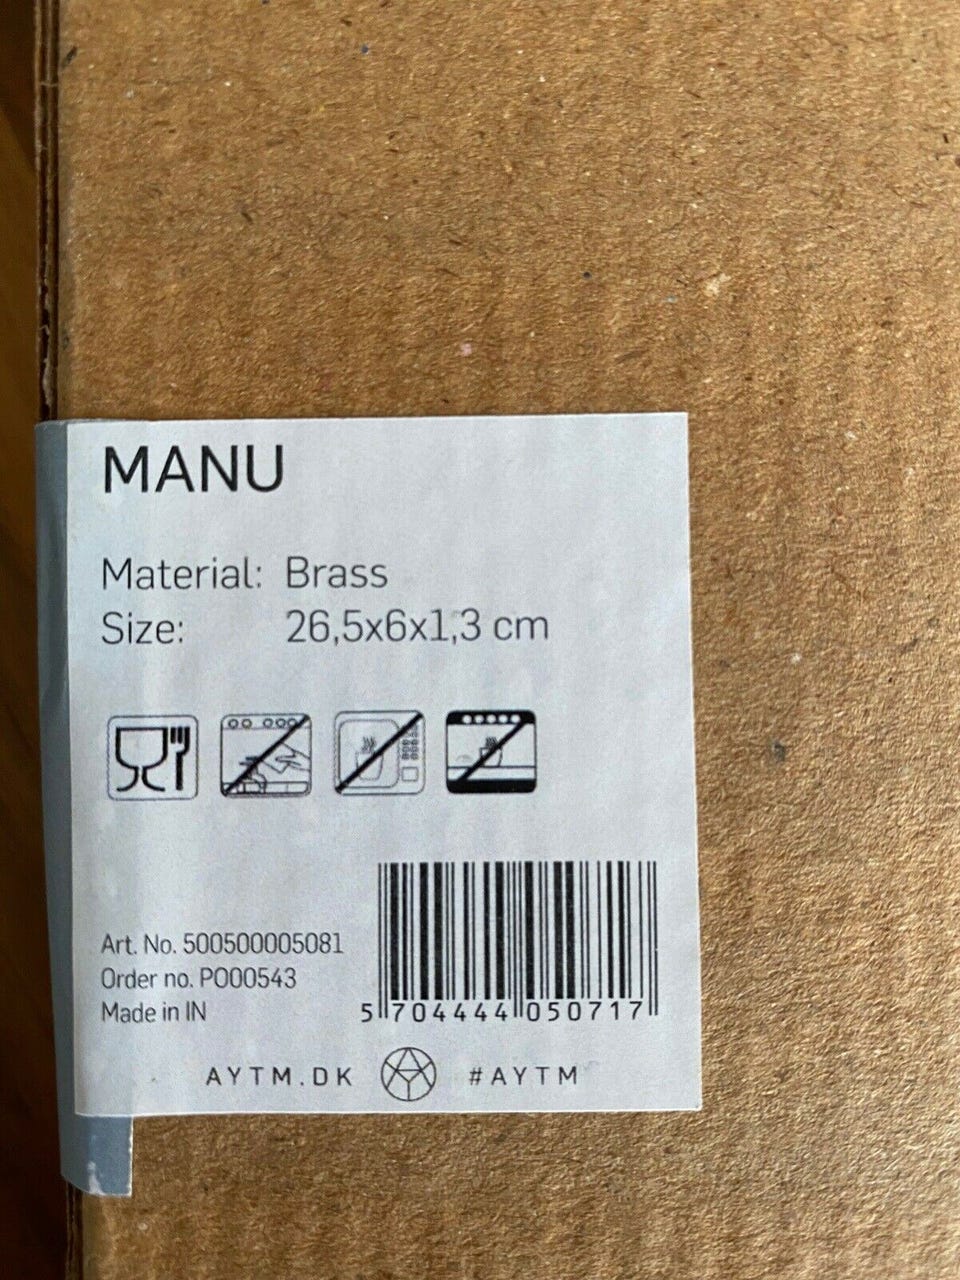 MANU
Material: Brass
Size: 26,5x6x1,3 cm
Art. No. 500500005081
Order no. PO00543
Made in IN
5 704444 050717
AYTM.DK #AYTM